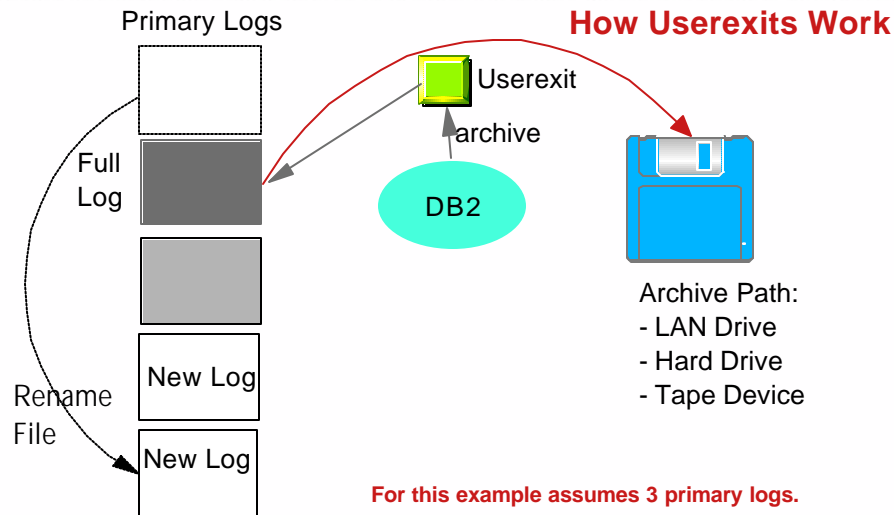 How Userexits Work
Primary Logs
Userexit
archive
Full
Log
DB2
Archive Path:
- LAN Drive
- Hard Drive
- Tape Device
New Log
Rename
File
New Log
For this example assumes 3 primary logs.